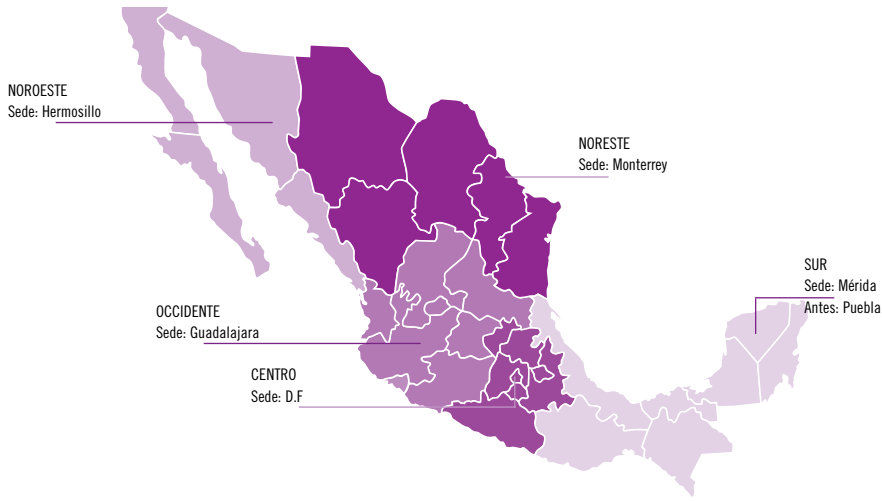 NOROESTE
Sede: Hermosillo
NORESTE
Sede: Monterrey
SUR
Sede: Mérida
Antes: Puebla
OCCIDENTE
Sede: Guadalajara
CENTRO
Sede: D.F